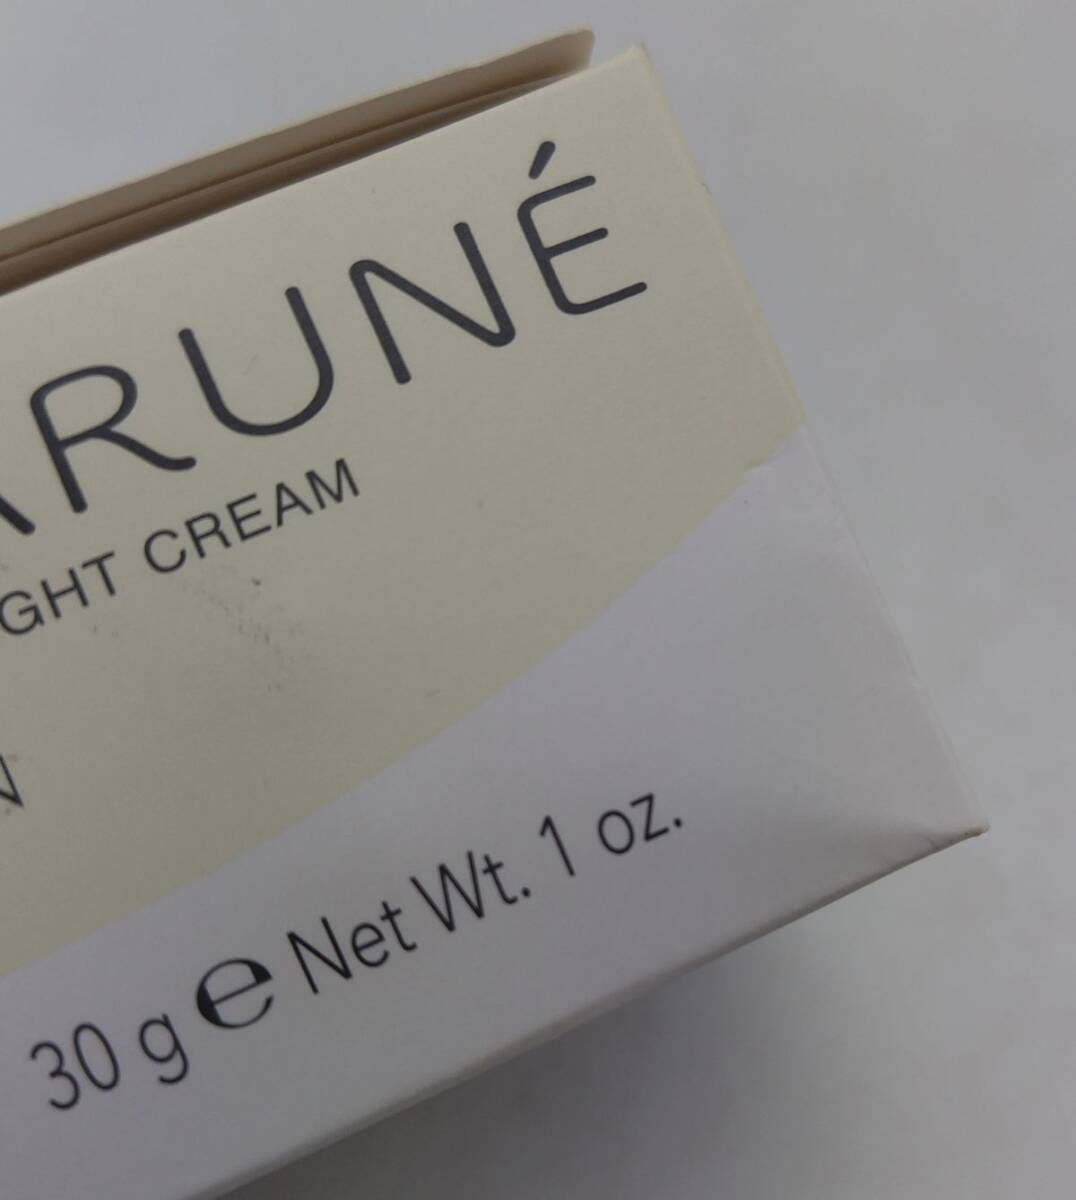 ARUNÉ
GHT CREAM
N
30 g ℮ Net Wt. 1 oz.